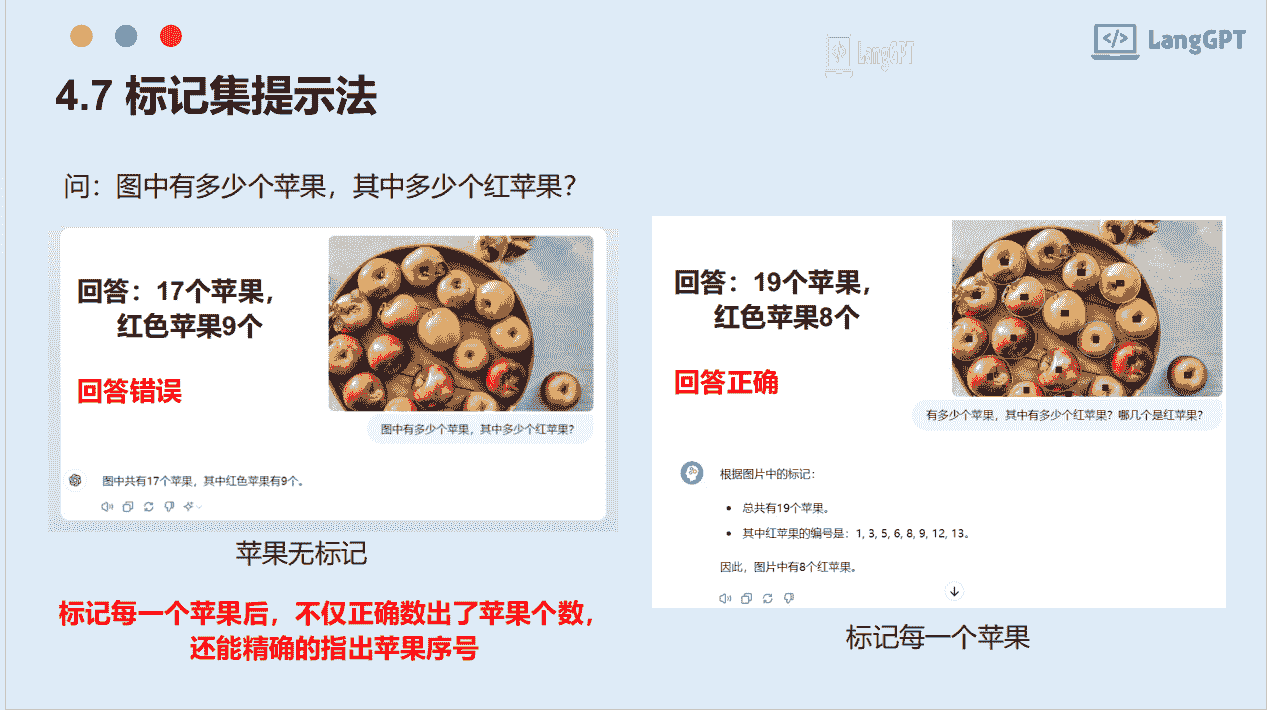 LangGPT
LangGPT
4.7 标记集提示法
问：图中有多少个苹果，其中多少个红苹果？
回答：17个苹果，
红色苹果9个
回答错误
图中有多少个苹果，其中多少个红苹果？
图中共有17个苹果，其中红色苹果有9个。
苹果无标记
标记每一个苹果后，不仅正确数出了苹果个数，
还能精确的指出苹果序号
回答：19个苹果，
红色苹果8个
回答正确
有多少个苹果，其中有多少个红苹果？哪几个是红苹果？
根据图片中的标记：
• 总共有19个苹果。
• 其中红苹果的编号是：1, 3, 5, 6, 8, 9, 12, 13。
因此，图片中有8个红苹果。
标记每一个苹果